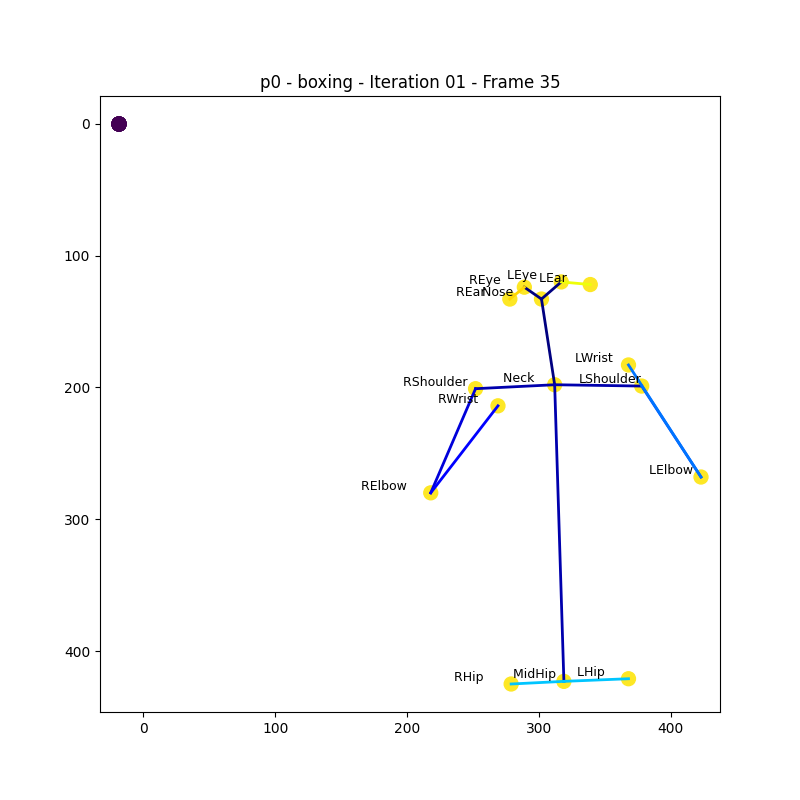 p0 - boxing - Iteration 01 - Frame 35
0
100
200
300
400
LEye
LEar
REye
REar
Nose
LWrist
Neck
LShoulder
RShoulder
RWrist
LElbow
RElbow
LHip
MidHip
RHip
0
100
200
300
400